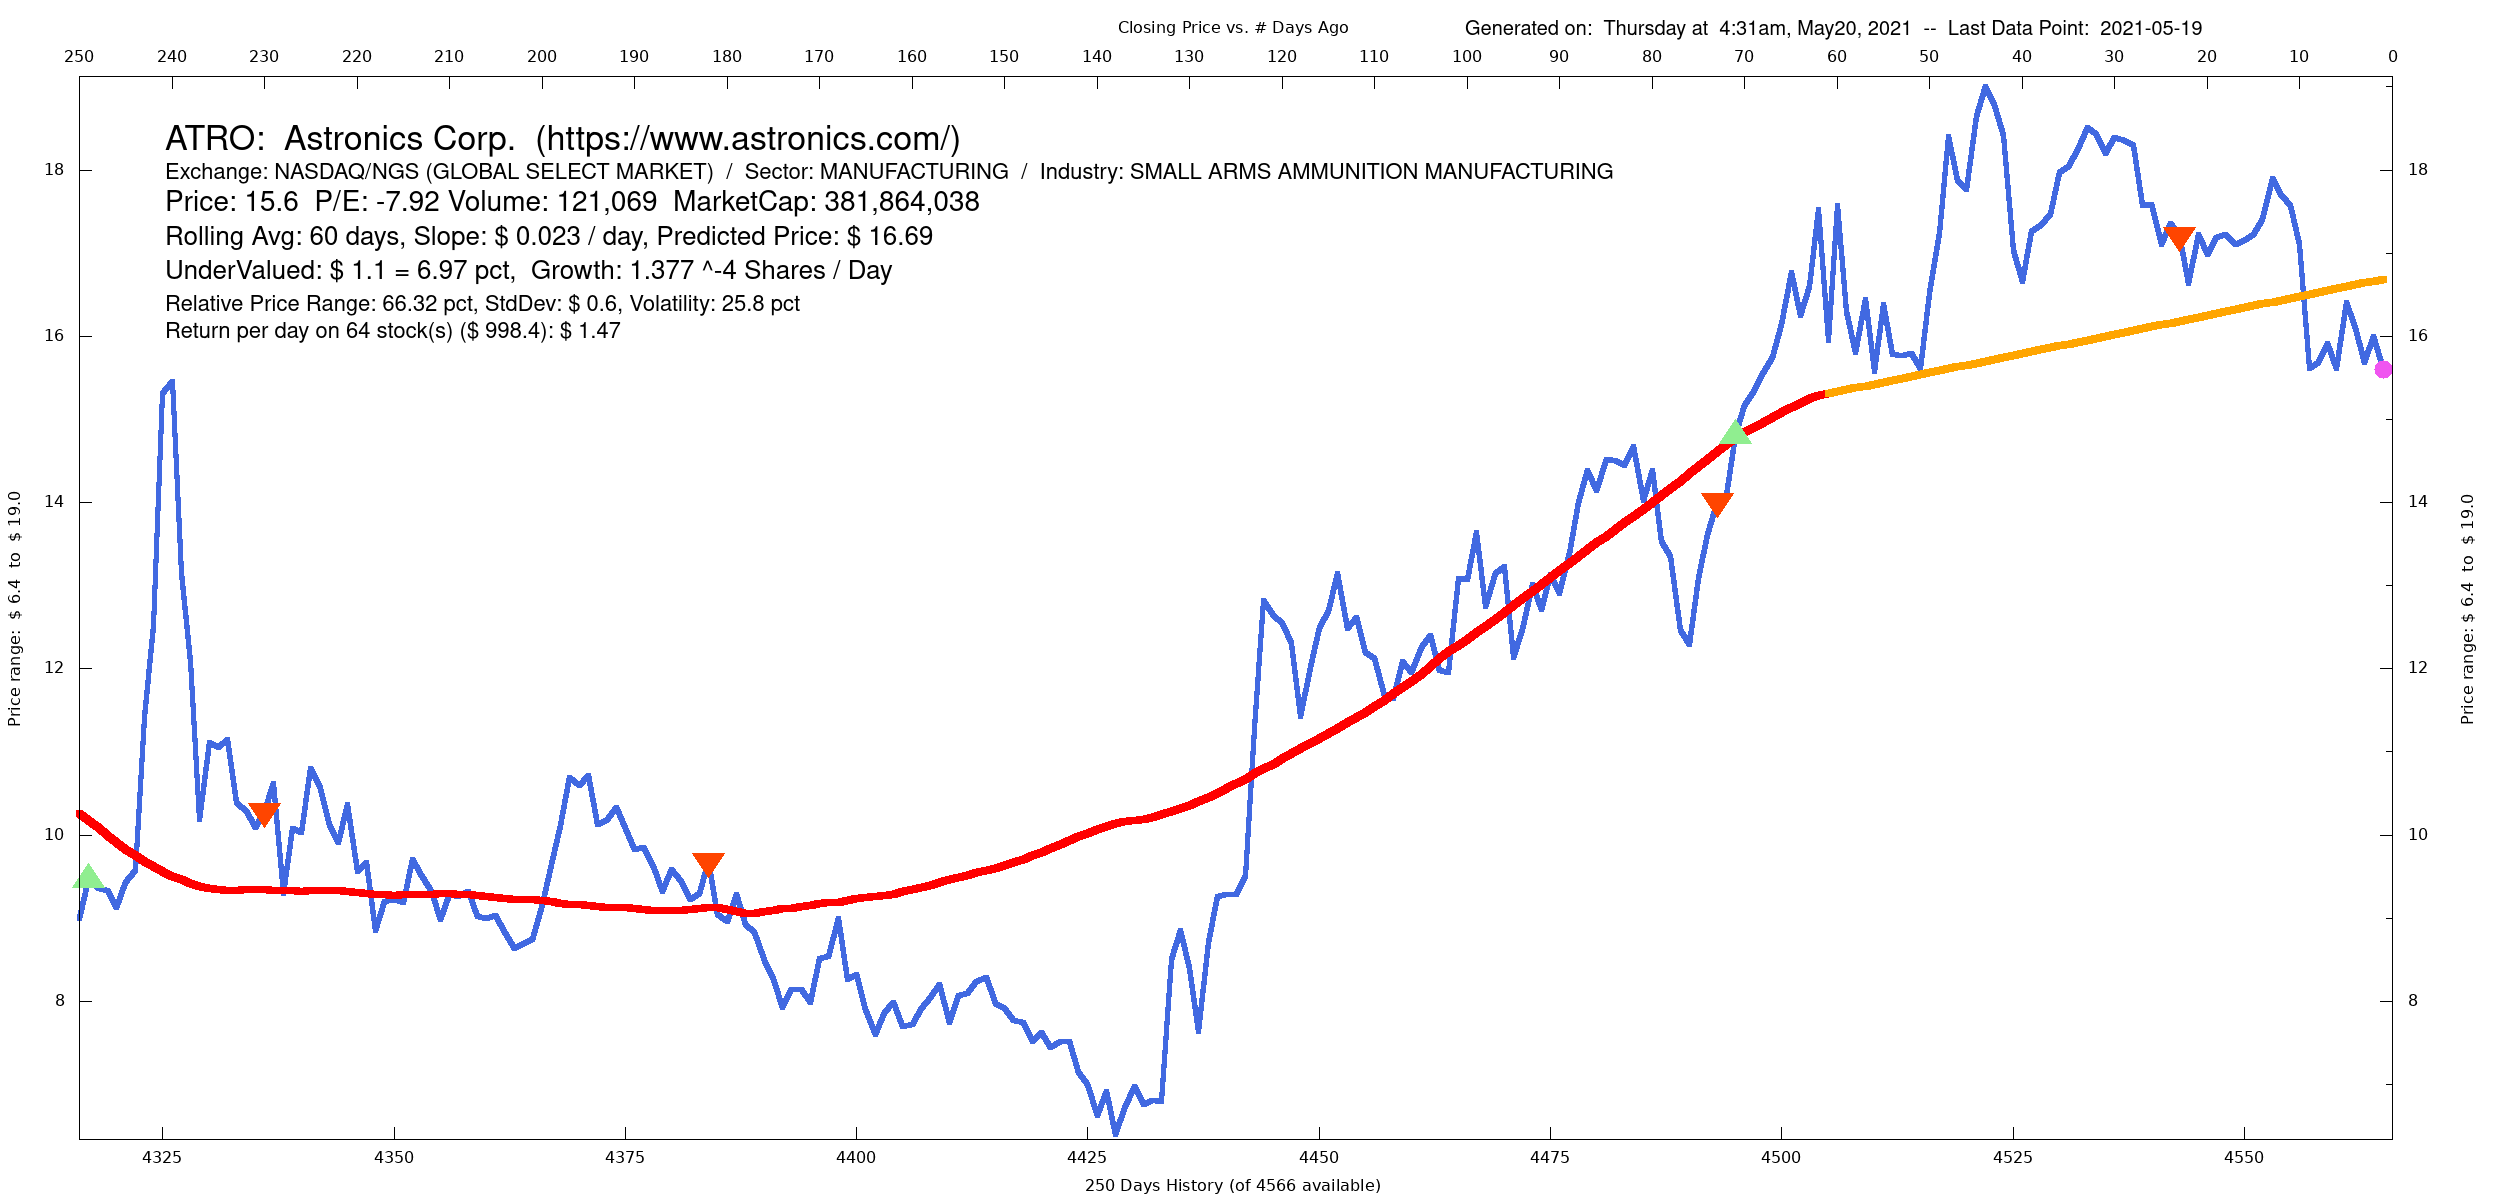 Closing Price vs. # Days Ago
Generated on:  Thursday at  4:31am, May20, 2021  --  Last Data Point:  2021-05-19
250 240 230 220 210 200 190 180 170 160 150 140 130 120 110 100 90 80 70 60 50 40 30 20 10 0
ATRO:  Astronics Corp.  (https://www.astronics.com/)
Exchange: NASDAQ/NGS (GLOBAL SELECT MARKET)  /  Sector: MANUFACTURING  /  Industry: SMALL ARMS AMMUNITION MANUFACTURING
Price: 15.6  P/E: -7.92 Volume: 121,069  MarketCap: 381,864,038
Rolling Avg: 60 days, Slope: $ 0.023 / day, Predicted Price: $ 16.69
UnderValued: $ 1.1 = 6.97 pct,  Growth: 1.377 ^-4 Shares / Day
Relative Price Range: 66.32 pct, StdDev: $ 0.6, Volatility: 25.8 pct
Return per day on 64 stock(s) ($ 998.4): $ 1.47
18 18
16 16
14 14
12 12
10 10
8 8
Price range:  $ 6.4  to  $ 19.0
Price range: $ 6.4  to  $ 19.0
4325 4350 4375 4400 4425 4450 4475 4500 4525 4550
250 Days History (of 4566 available)